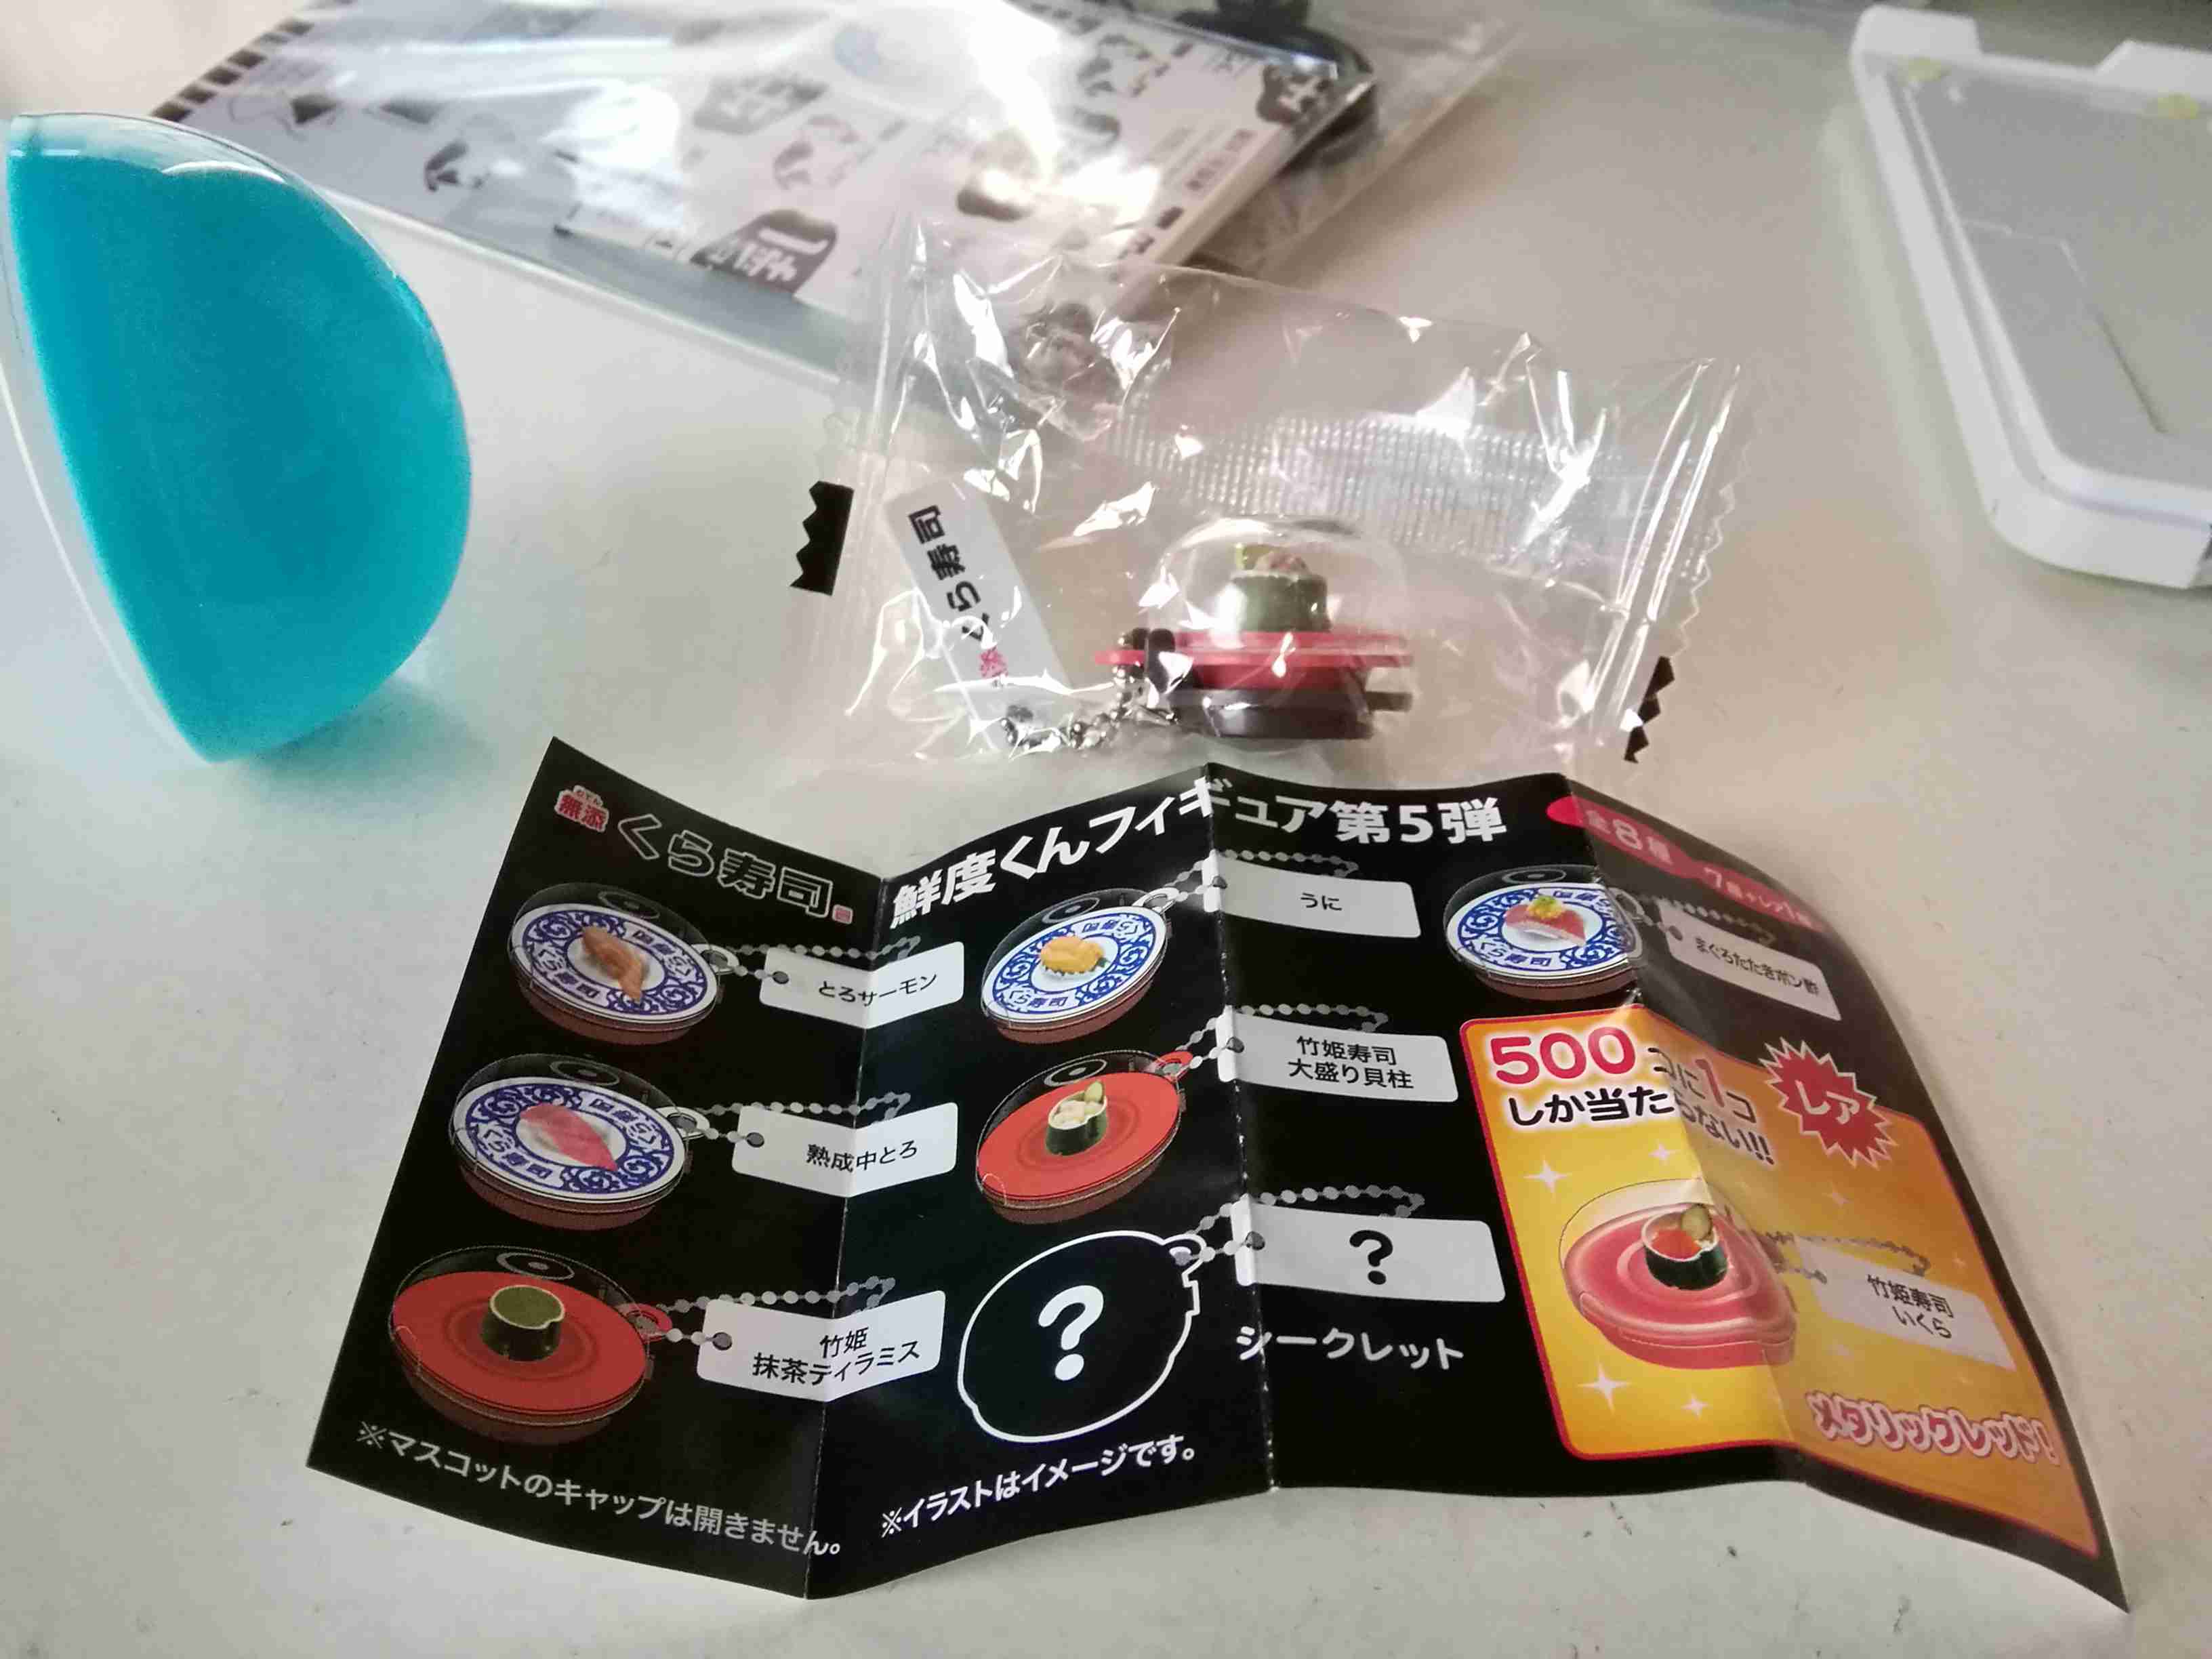 くら寿司
無添
むてん
くら寿司
鮮度くんフィギュア第5弾
全8種
とろサーモン
うに
まぐろたたきポン酢
熟成中とろ
竹姫寿司
大盛り貝柱
竹姫
抹茶ティラミス
?
?
シークレット
500コに1コ
しか当たらない!!
レア
竹姫寿司
いくら
メタリックレッド!
※マスコットのキャップは開きません。
※イラストはイメージです。